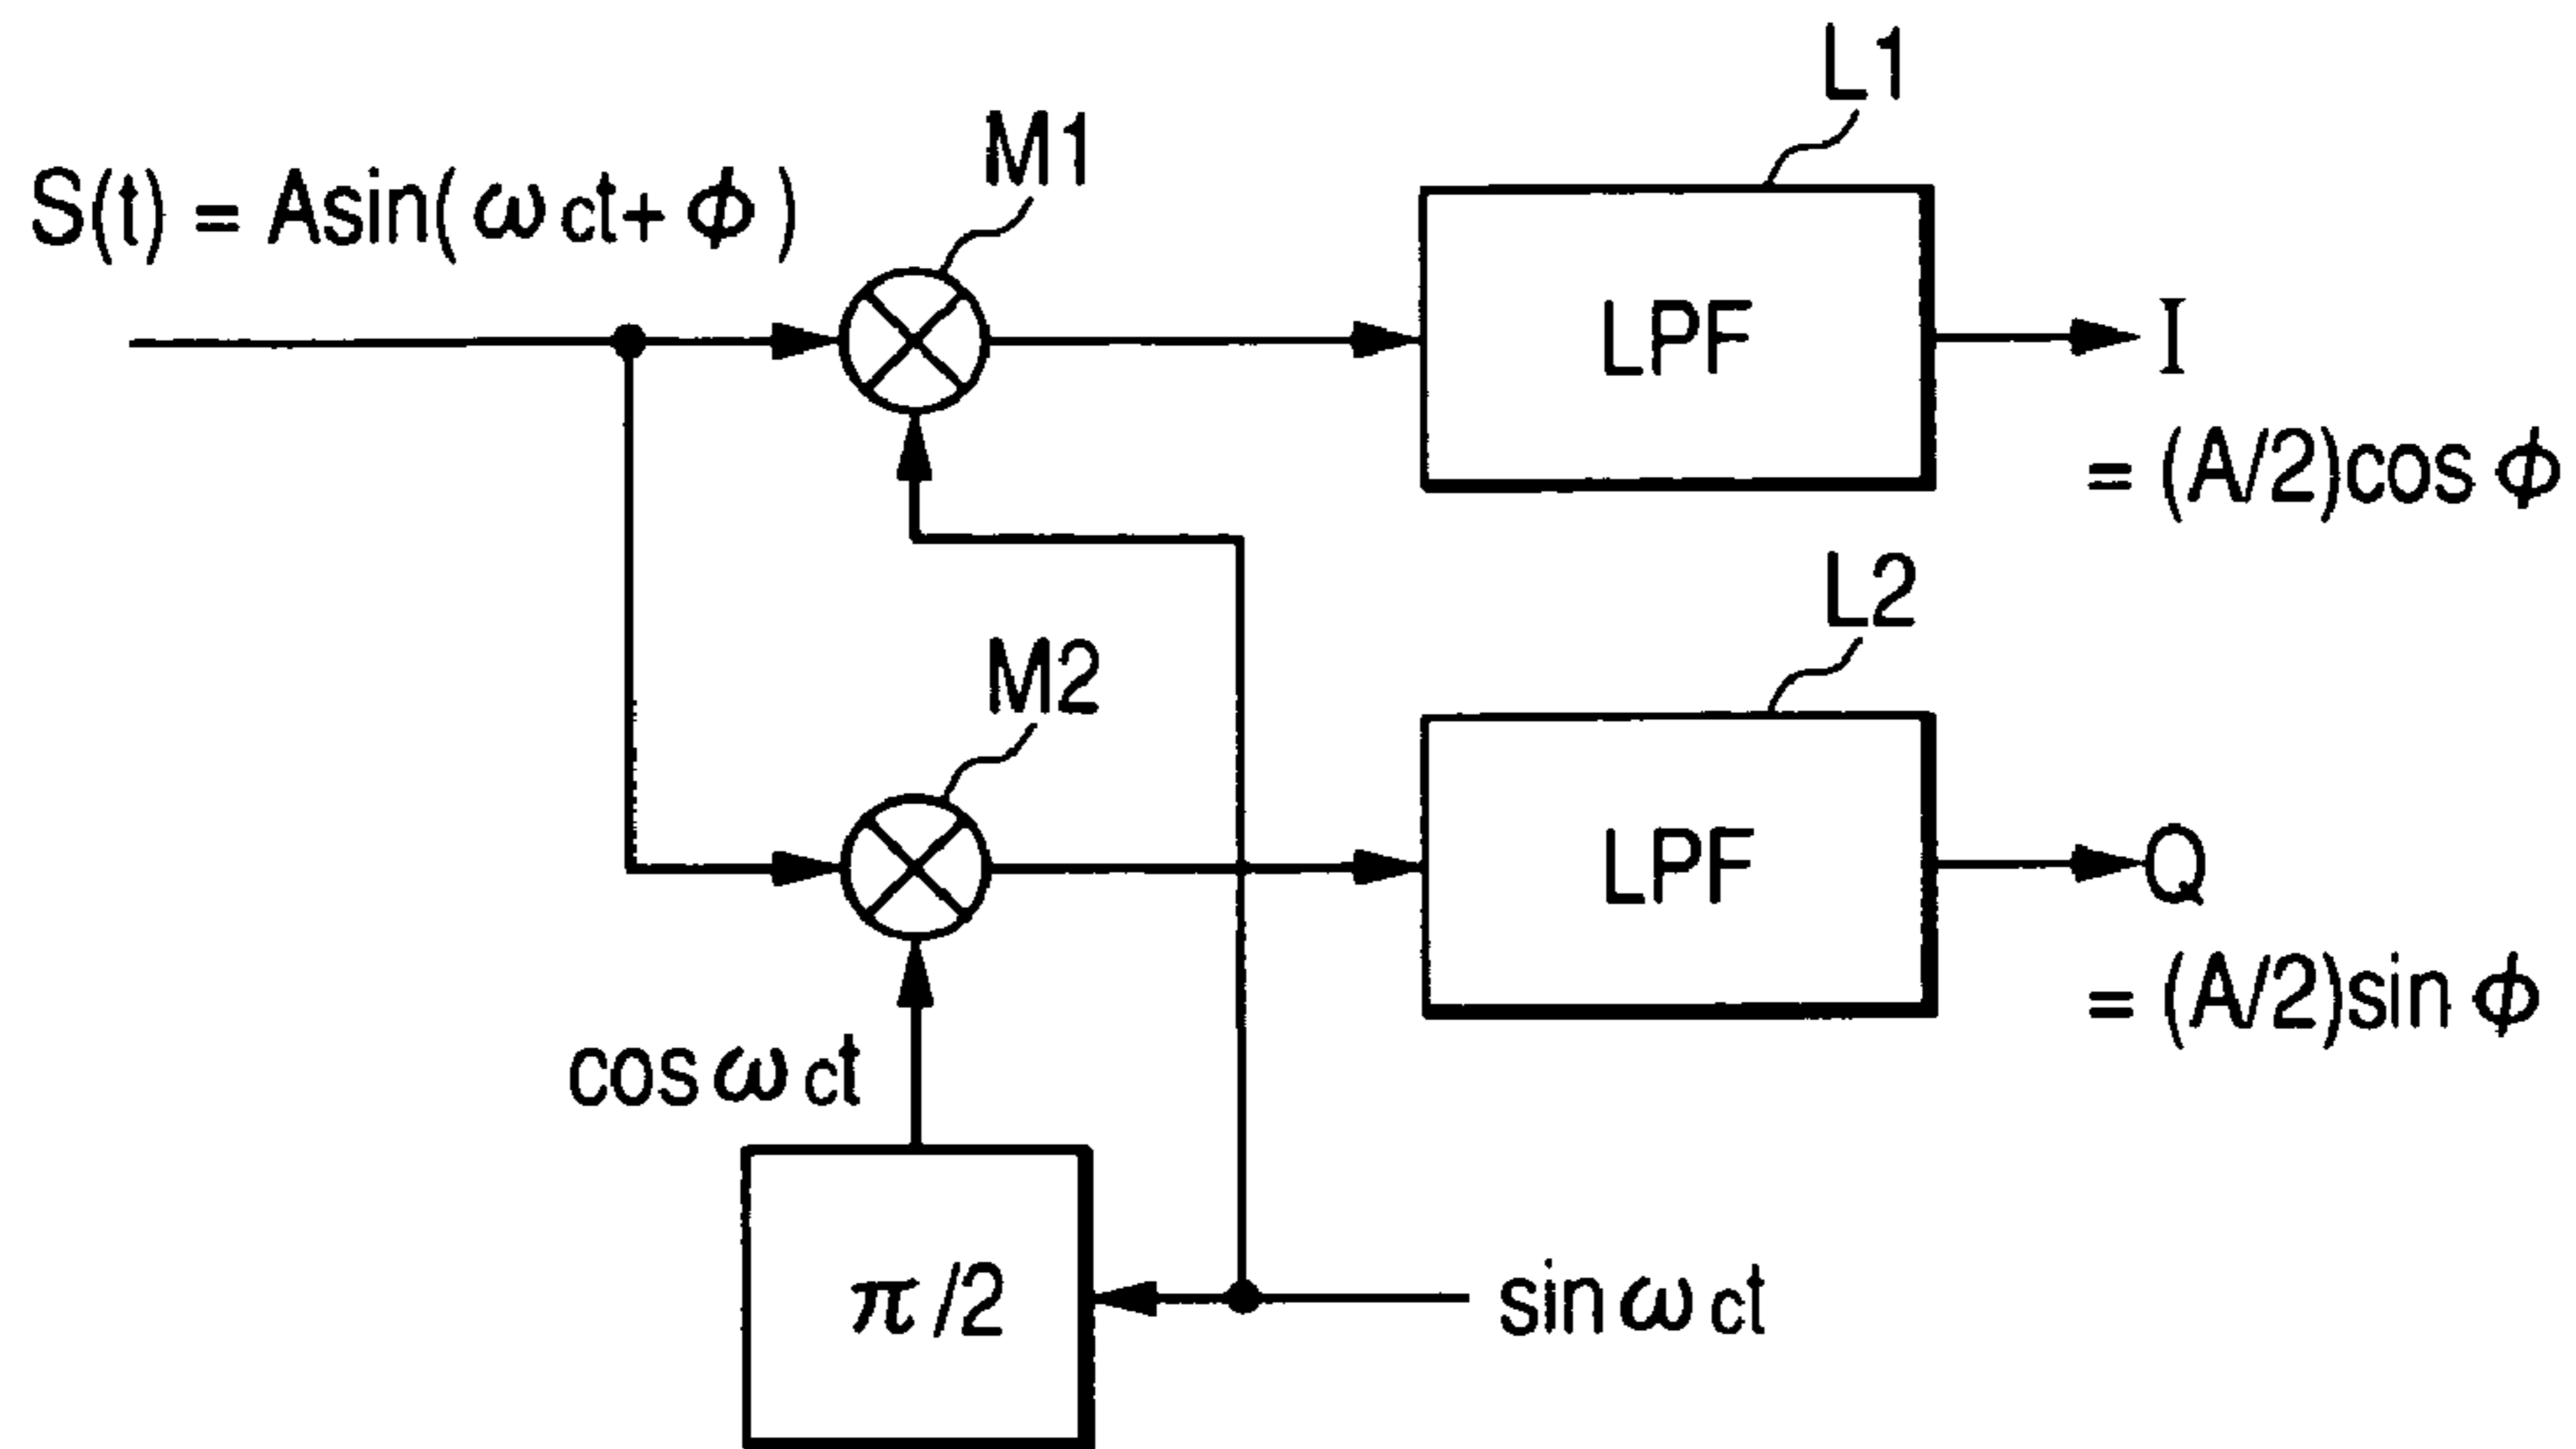 L1
M1
S(t) = Asin( ωct+ φ )
LPF
I
= (A/2)cos φ
L2
M2
LPF
Q
= (A/2)sin φ
cos ωct
π/2
sin ωct